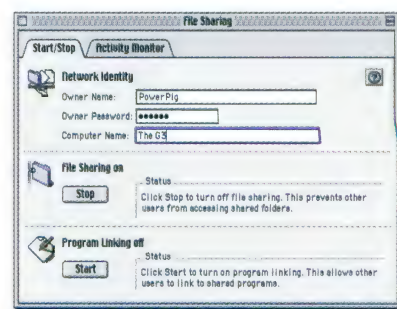 File Sharing
Start/Stop Activity Monitor
Network Identity
Owner Name: PowerPig
Owner Password: ••••••
Computer Name: The G3
File Sharing on
Status
Stop
Click Stop to turn off file sharing. This prevents other
users from accessing shared folders.
Program Linking off
Status
Start
Click Start to turn on program linking. This allows other
users to link to shared programs.